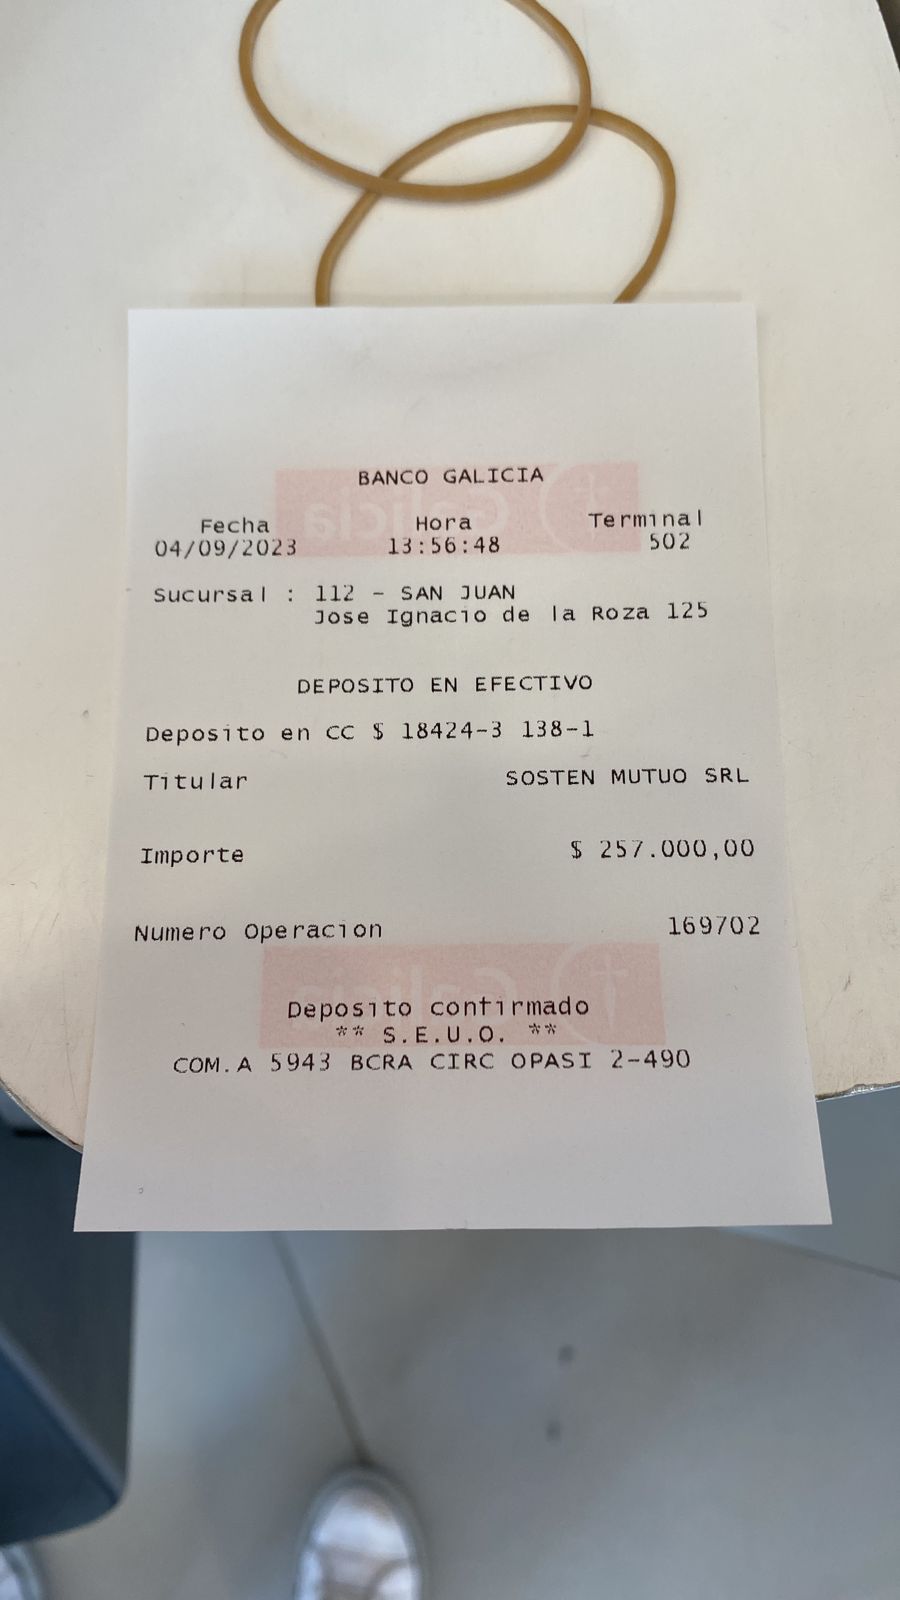 BANCO GALICIA
Fecha Hora Terminal
04/09/2023 13:56:48 502
Sucursal : 112 - SAN JUAN
Jose Ignacio de la Roza 125
DEPOSITO EN EFECTIVO
Deposito en CC $ 18424-3 138-1
Titular SOSTEN MUTUO SRL
Importe $ 257.000,00
Numero Operacion 169702
Galicia
Deposito confirmado
** S.E.U.O. **
COM.A 5943 BCRA CIRC OPASI 2-490